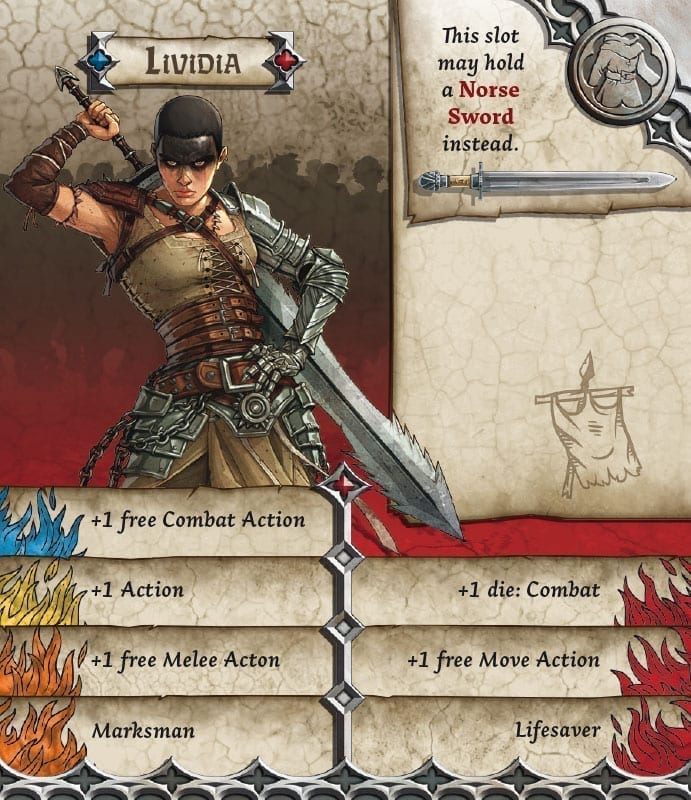 LIVIDIA
This slot
may hold
a Norse
Sword
instead.
+1 free Combat Action
+1 Action
+1 die: Combat
+1 free Melee Acton
+1 free Move Action
Marksman
Lifesaver